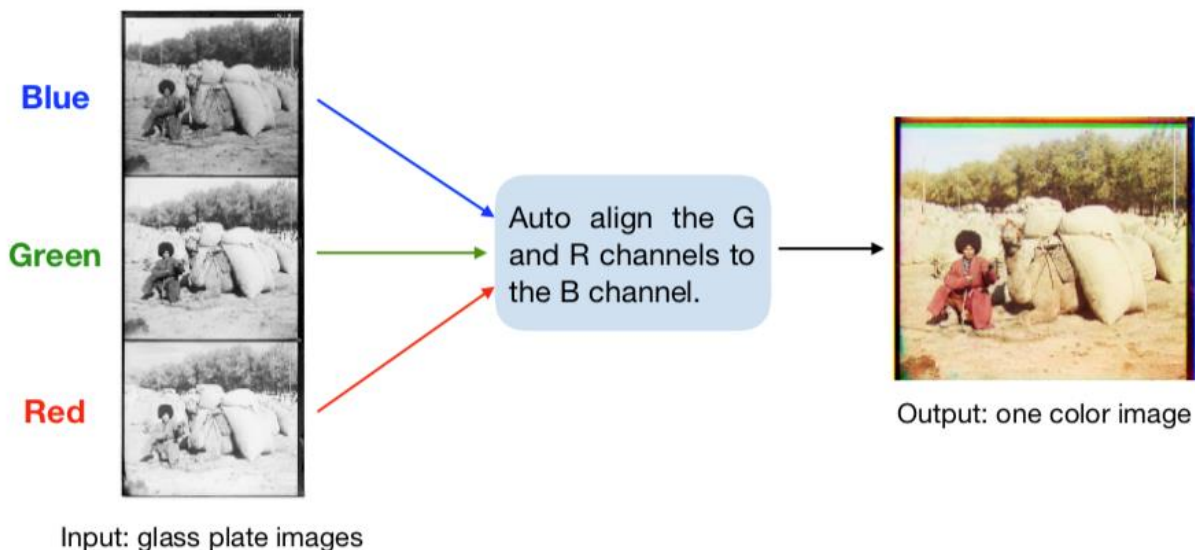 Blue
Green
Red
Auto align the G
and R channels to
the B channel.
Output: one color image
Input: glass plate images